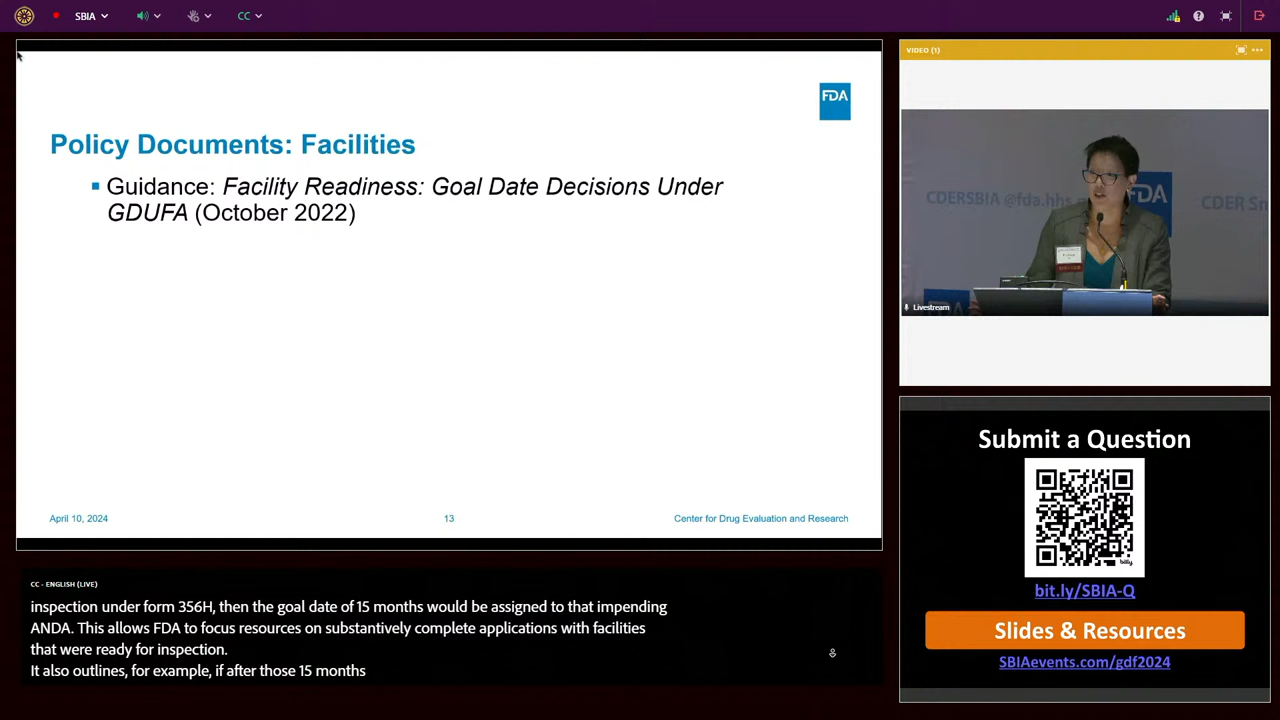 SBIA
CC
FDA
Policy Documents: Facilities
Guidance: Facility Readiness: Goal Date Decisions Under
GDUFA (October 2022)
April 10, 2024
13
Center for Drug Evaluation and Research
CC - ENGLISH (LIVE)
inspection under form 356H, then the goal date of 15 months would be assigned to that impending
ANDA. This allows FDA to focus resources on substantively complete applications with facilities
that were ready for inspection.
It also outlines, for example, if after those 15 months
VIDEO (1)
CDERSBIA @fda.hhs
FDA
CDER Sm
Livestream
Submit a Question
bitly
bit.ly/SBIA-Q
Slides & Resources
SBIAevents.com/gdf2024